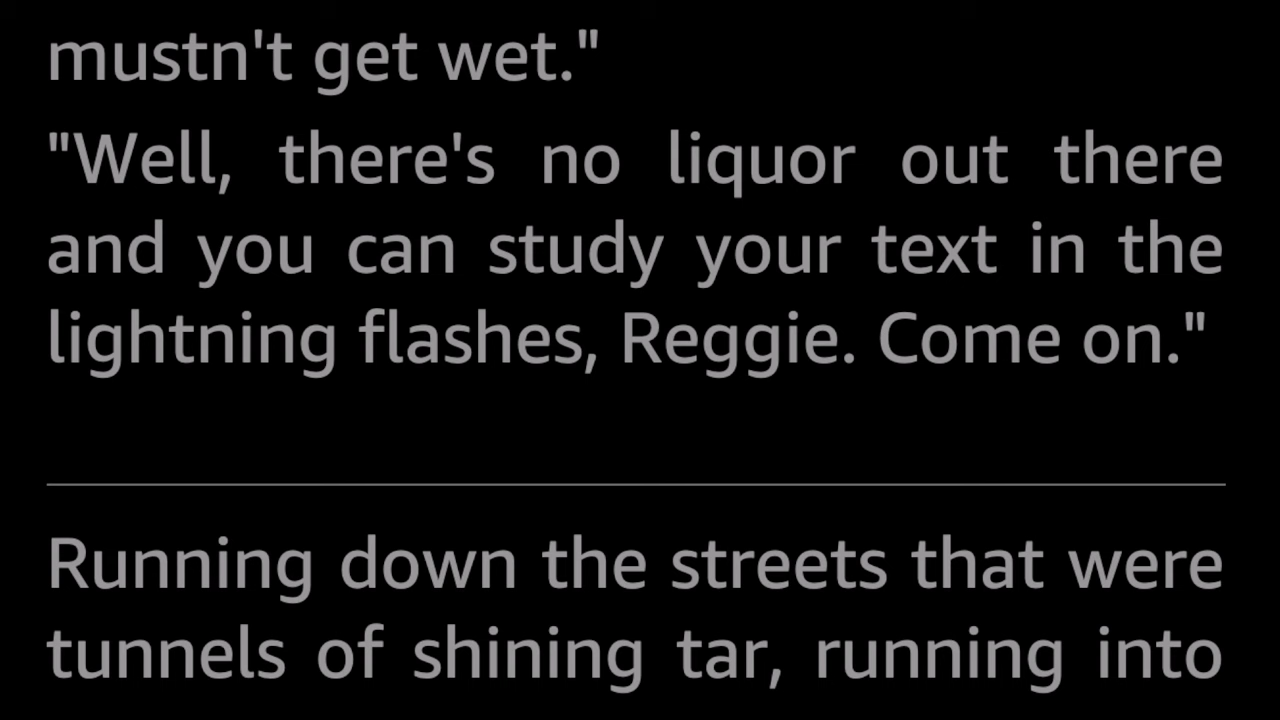 mustn't get wet."
"Well, there's no liquor out there
and you can study your text in the
lightning flashes, Reggie. Come on."
Running down the streets that were
tunnels of shining tar, running into